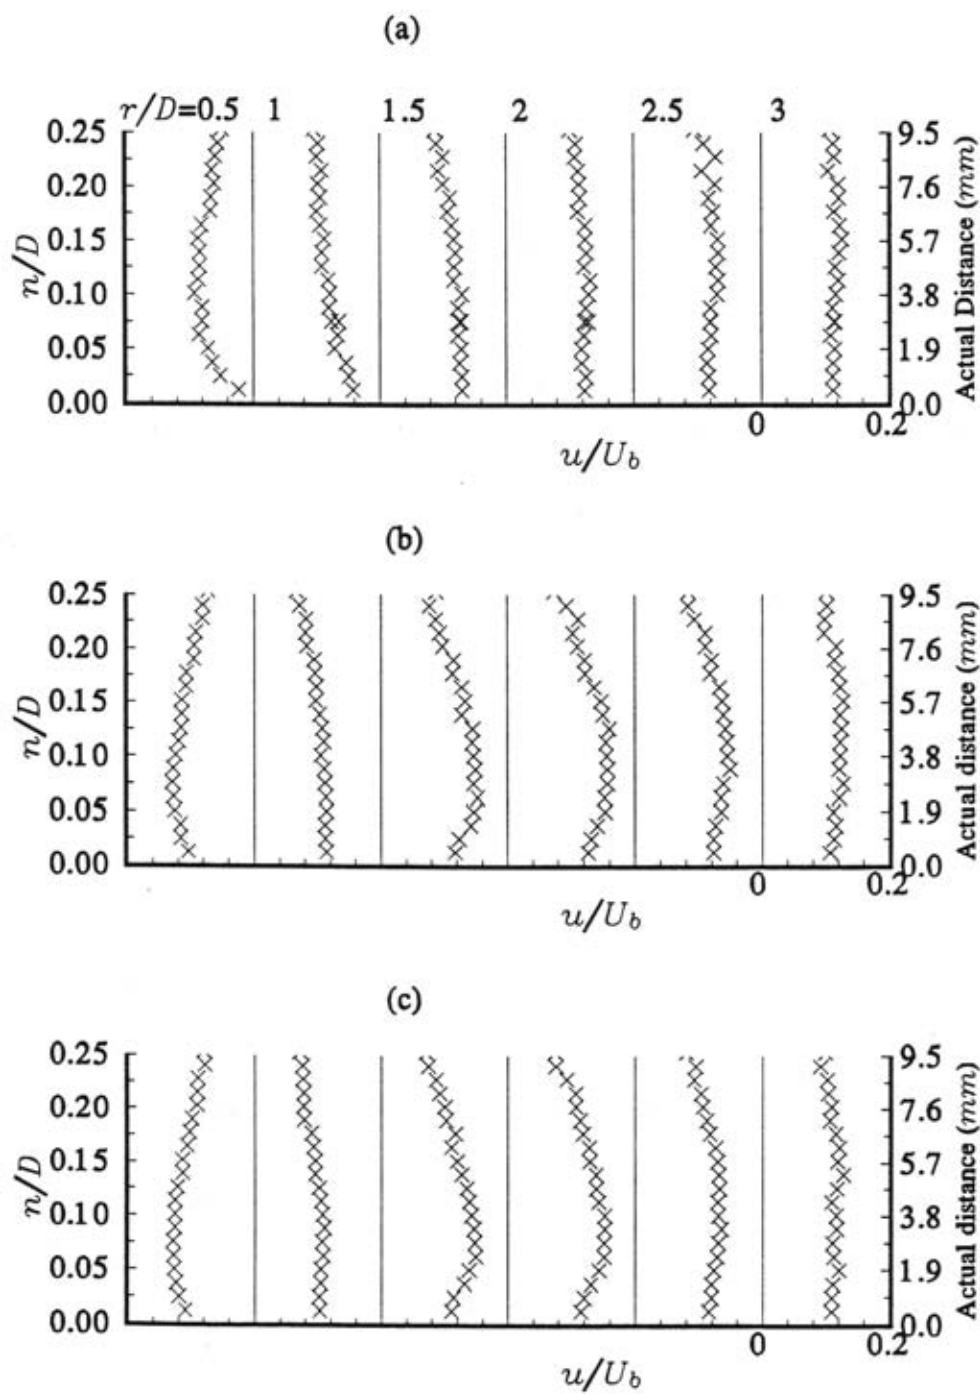 (a)
r/D=0.5 1 1.5 2 2.5 3
0.25 9.5
0.20 7.6
0.15 5.7
0.10 3.8
0.05 1.9
0.00 0.0
n/D
Actual Distance (mm)
0 0.2
u/U_b
(b)
0.25 9.5
0.20 7.6
0.15 5.7
0.10 3.8
0.05 1.9
0.00 0.0
n/D
Actual distance (mm)
0 0.2
u/U_b
(c)
0.25 9.5
0.20 7.6
0.15 5.7
0.10 3.8
0.05 1.9
0.00 0.0
n/D
Actual distance (mm)
0 0.2
u/U_b